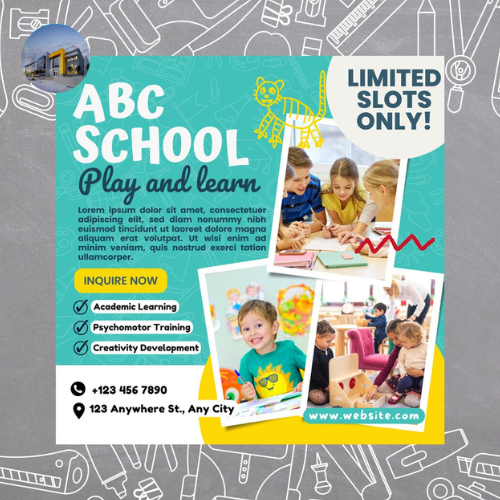 LIMITED
SLOTS
ONLY!
ABC
SCHOOL
Play and learn
Lorem ipsum dolor sit amet, consectetuer
adipiscing elit, sed diam nonummy nibh
euismod tincidunt ut laoreet dolore magna
aliquam erat volutpat. Ut wisi enim ad
minim veniam, quis nostrud exerci tation
ullamcorper.
INQUIRE NOW
Academic Learning
Psychomotor Training
Creativity Development
+123 456 7890
123 Anywhere St., Any City
www.website.com